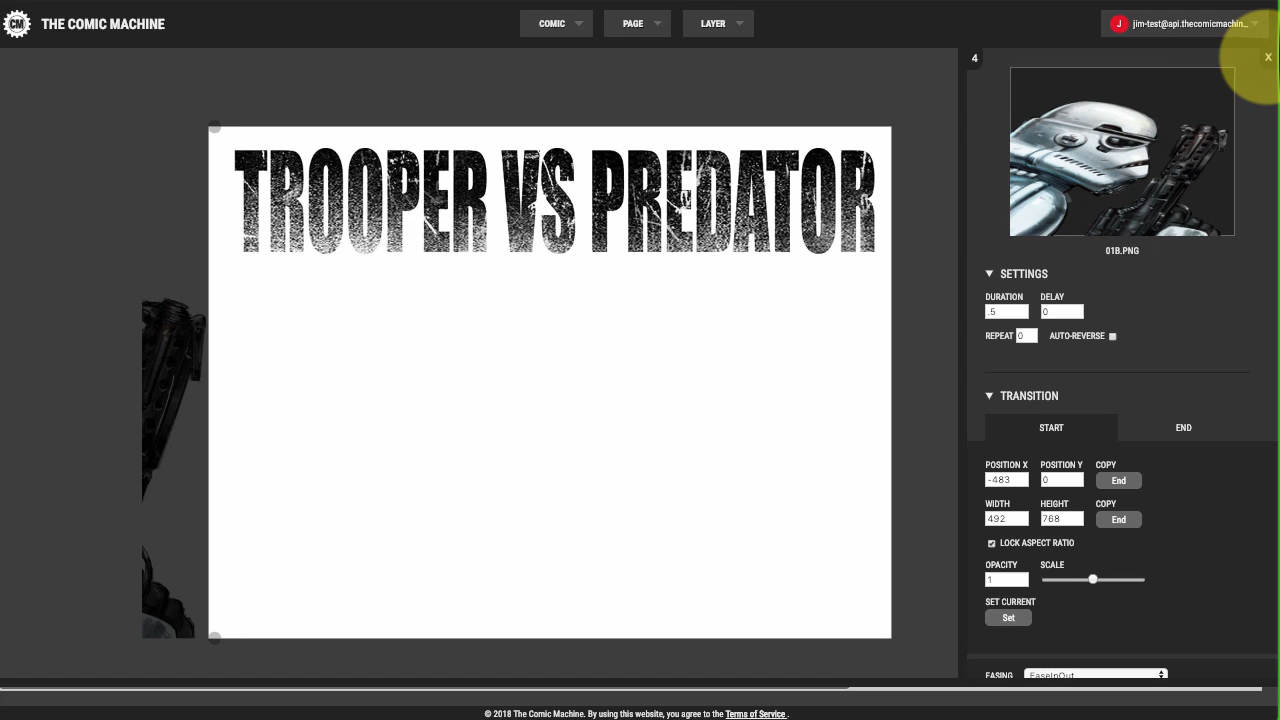 CM THE COMIC MACHINE
COMIC
PAGE
LAYER
J jim-test@api.thecomicmachin...
4
X
TROOPER VS PREDATOR
01B.PNG
SETTINGS
DURATION DELAY
.5 0
REPEAT 0 AUTO-REVERSE
TRANSITION
START END
POSITION X POSITION Y COPY
-483 0 End
WIDTH HEIGHT COPY
492 768 End
LOCK ASPECT RATIO
OPACITY SCALE
1
SET CURRENT
Set
EASING EaseInOut
© 2018 The Comic Machine. By using this website, you agree to the Terms of Service .